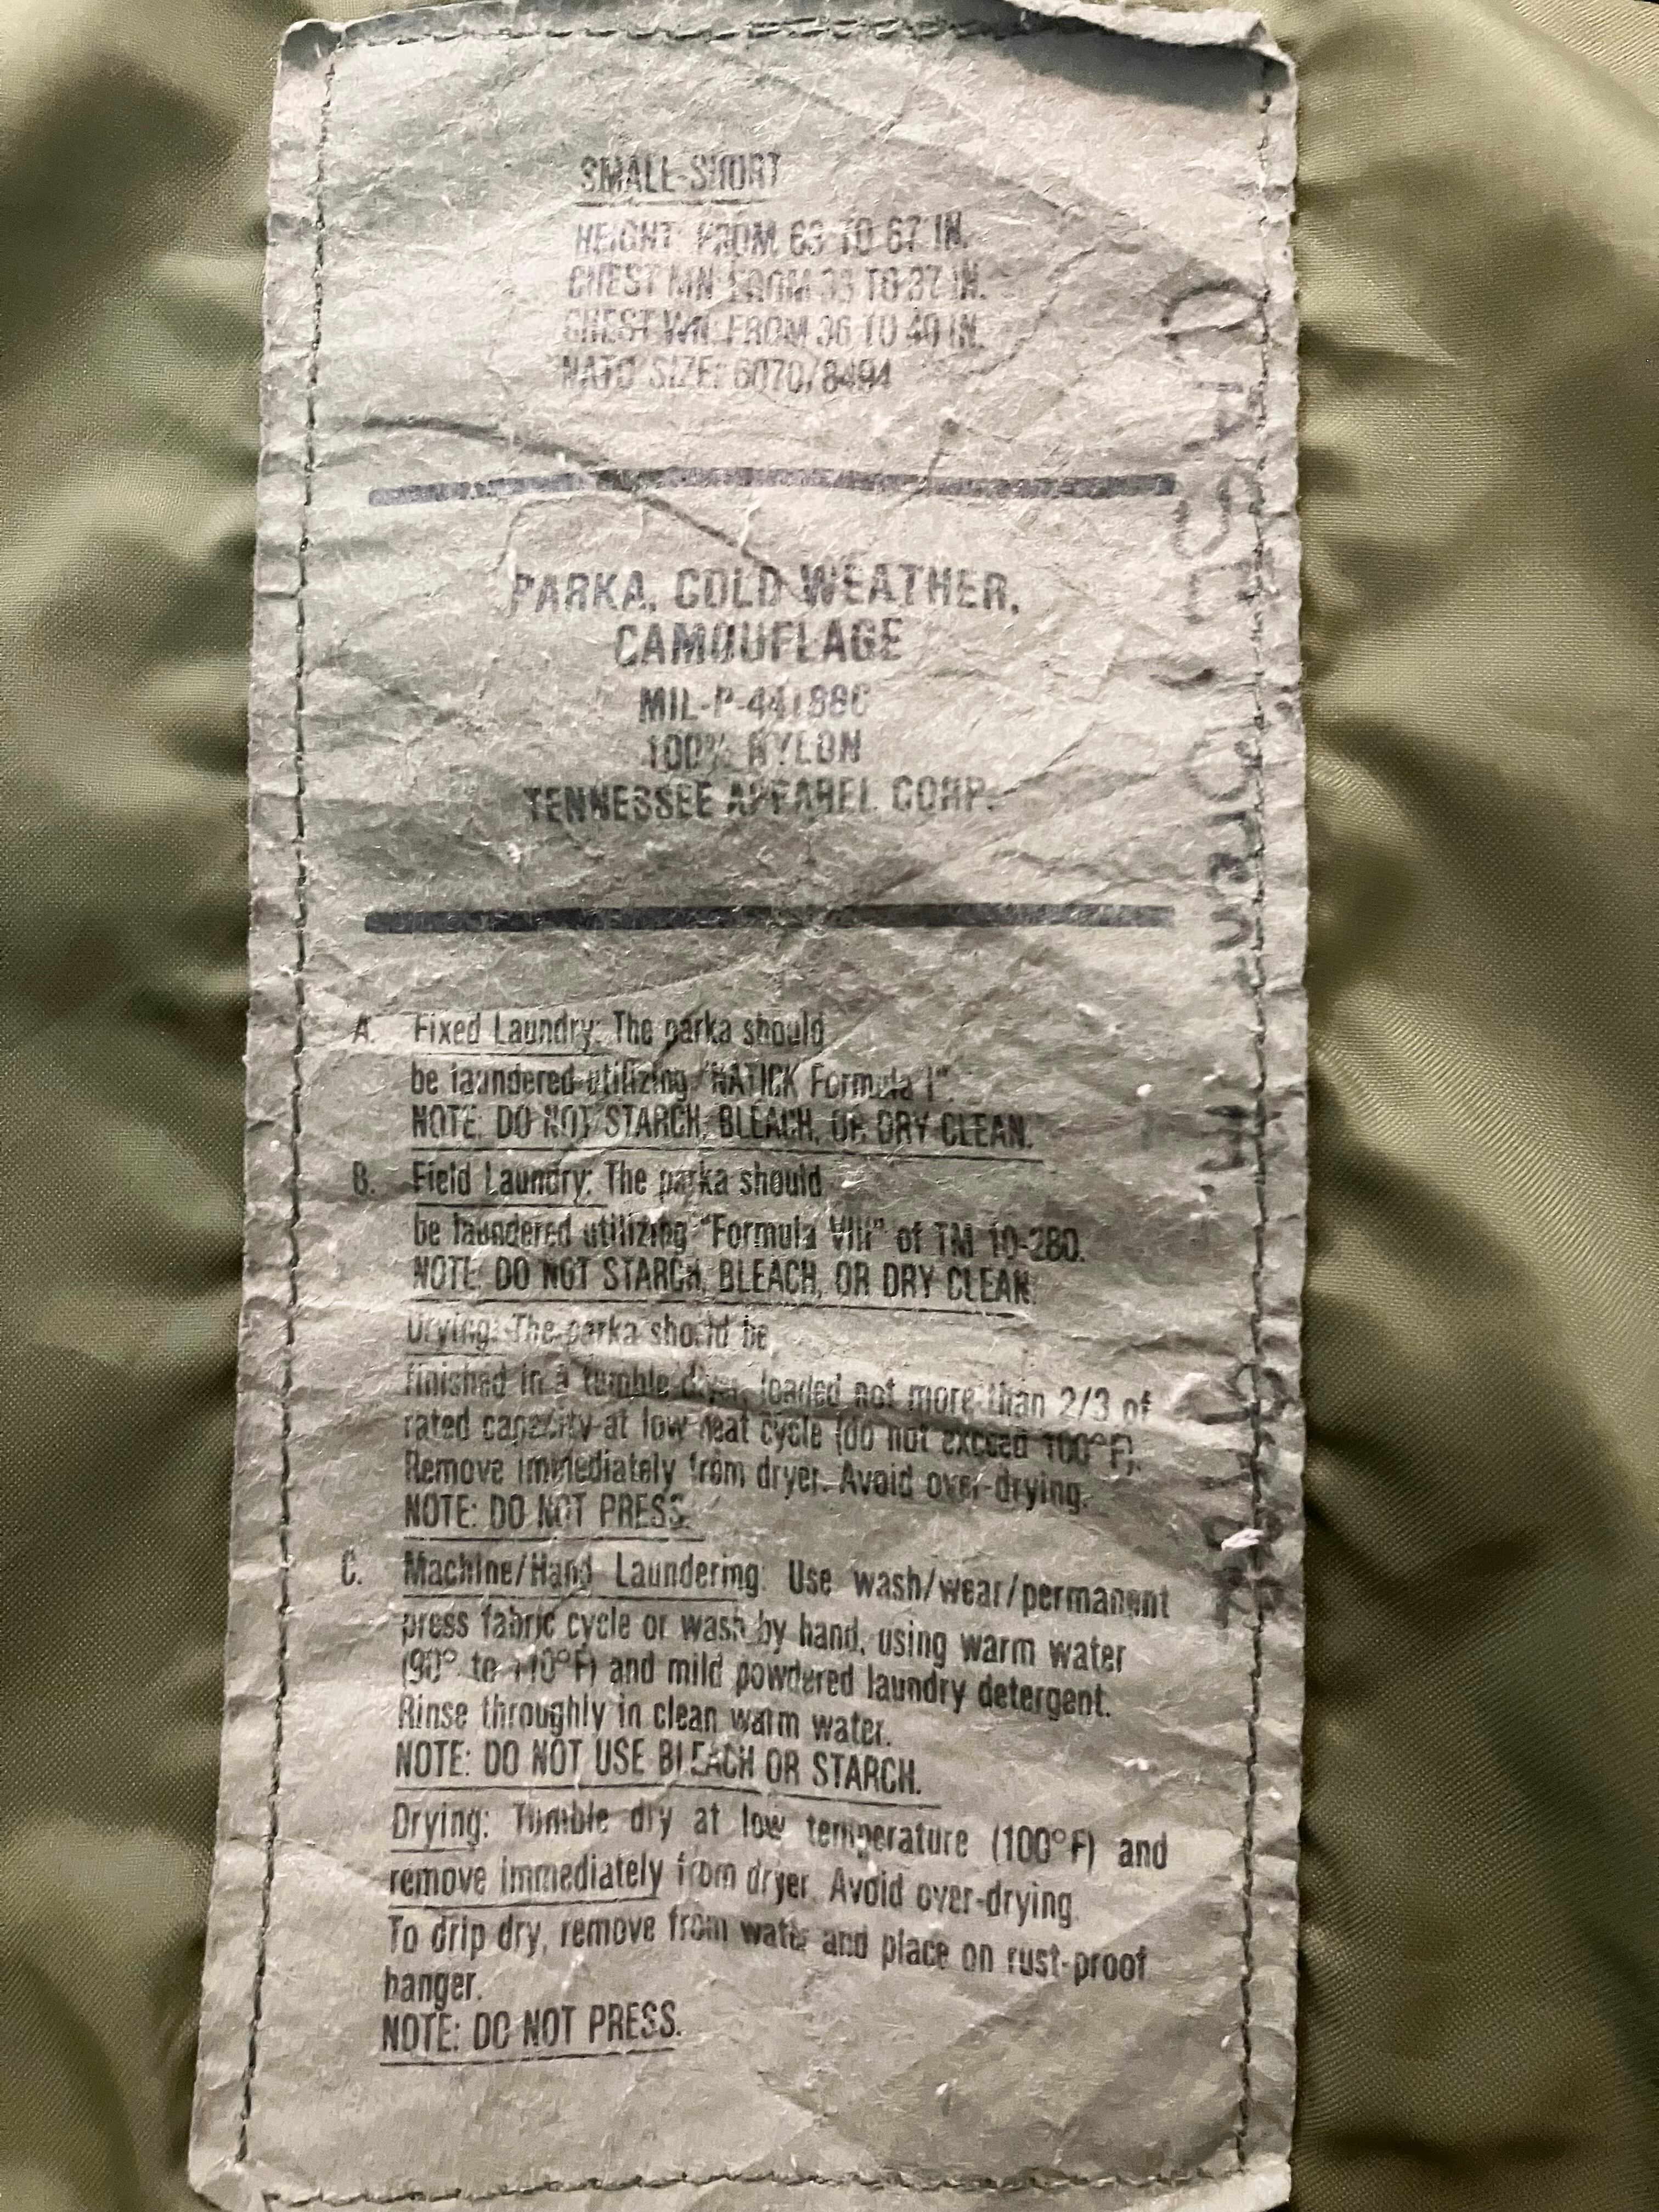 SMALL-SHORT
HEIGHT: FROM 63 TO 67 IN.
CHEST MN: FROM 33 TO 37 IN.
CHEST WN: FROM 36 TO 40 IN.
NATO SIZE: 6070/8494
PARKA, COLD WEATHER,
CAMOUFLAGE
MIL-P-44188C
100% NYLON
TENNESSEE APPAREL CORP.
A. Fixed Laundry: The parka should
be laundered utilizing "NATICK Formula I".
NOTE: DO NOT STARCH, BLEACH, OR DRY CLEAN.
B. Field Laundry: The parka should
be laundered utilizing "Formula VIII" of TM 10-280.
NOTE: DO NOT STARCH, BLEACH, OR DRY CLEAN.
Drying: The parka should be
finished in a tumble dryer, loaded not more than 2/3 of
rated capacity at low heat cycle (do not exceed 100°F).
Remove immediately from dryer. Avoid over-drying.
NOTE: DO NOT PRESS.
C. Machine/Hand Laundering: Use wash/wear/permanent
press fabric cycle or wash by hand, using warm water
(90° to 110°F) and mild powdered laundry detergent.
Rinse throughly in clean warm water.
NOTE: DO NOT USE BLEACH OR STARCH.
Drying: Tumble dry at low temperature (100°F) and
remove immediately from dryer. Avoid over-drying.
To drip dry, remove from water and place on rust-proof
hanger.
NOTE: DO NOT PRESS.